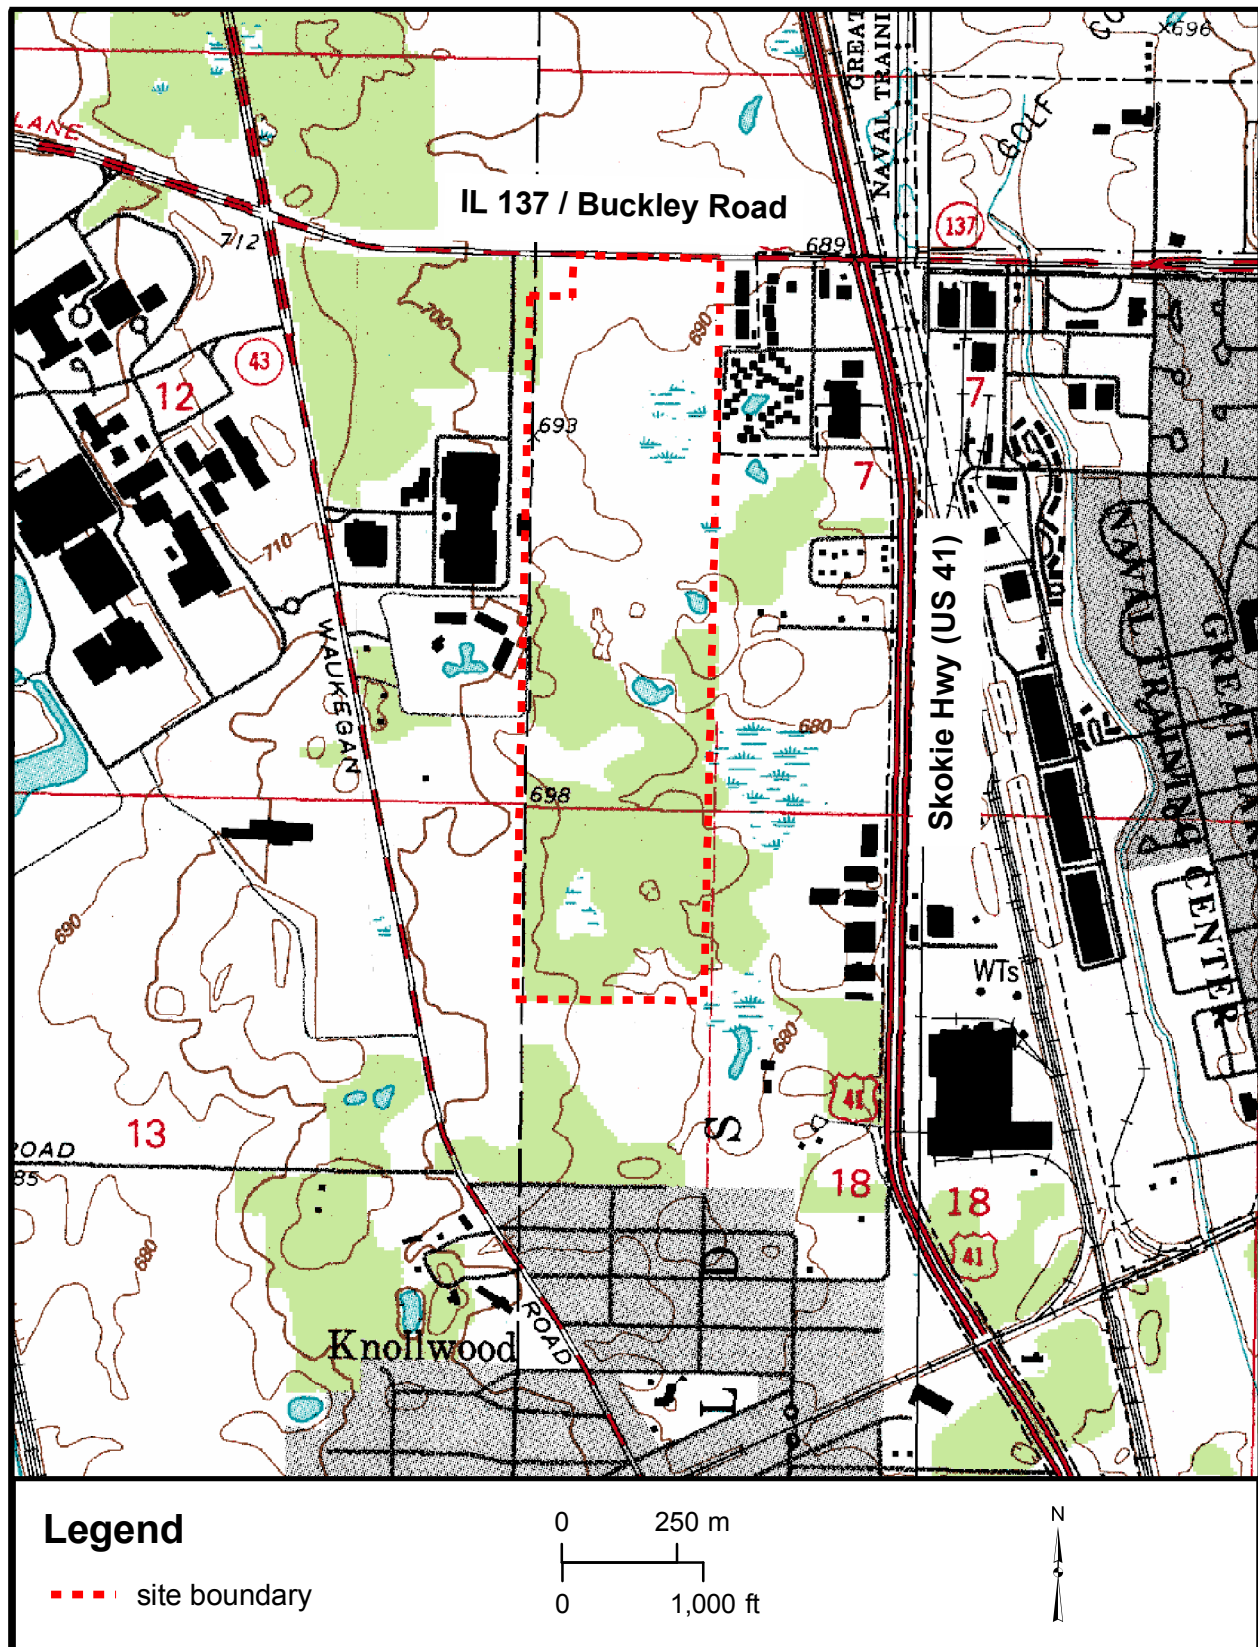 ×696
GREAT
NAVAL TRAINI
GOLF
LANE
IL 137 / Buckley Road
137
712
689
700
690
43
12
7
693
7
710
Skokie Hwy (US 41)
NAVAL TRAINING CENTER
GREAT LAKES
WAUKEGAN
680
698
690
WTs
680
41
S
13
ROAD
85
18
18
D
41
680
ROAD
Knollwood
I
L
Legend
site boundary
0 250 m
0 1,000 ft
N